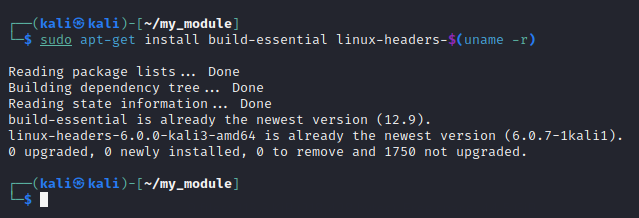 ┌──(kali㉿kali)-[~/my_module]
└─$ sudo apt-get install build-essential linux-headers-$(uname -r)
Reading package lists... Done
Building dependency tree... Done
Reading state information... Done
build-essential is already the newest version (12.9).
linux-headers-6.0.0-kali3-amd64 is already the newest version (6.0.7-1kali1).
0 upgraded, 0 newly installed, 0 to remove and 1750 not upgraded.
┌──(kali㉿kali)-[~/my_module]
└─$